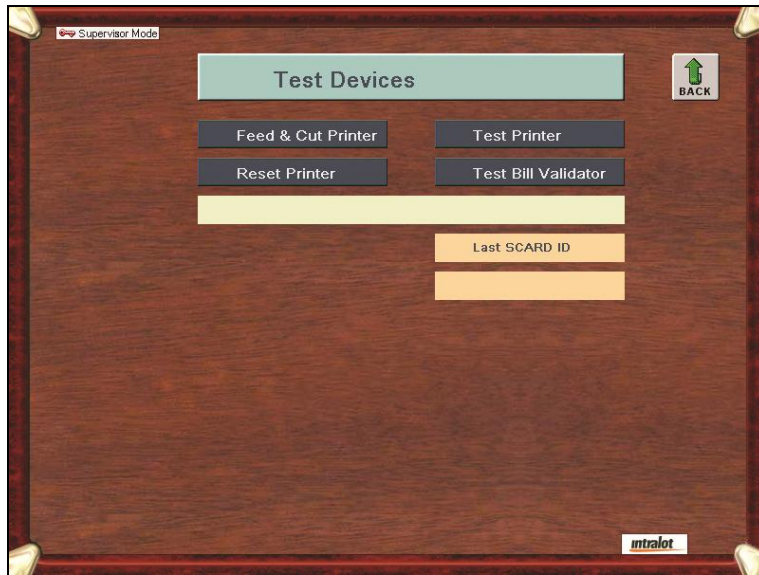 Supervisor Mode
Test Devices
BACK
Feed & Cut Printer
Test Printer
Reset Printer
Test Bill Validator
Last SCARD ID
intralot